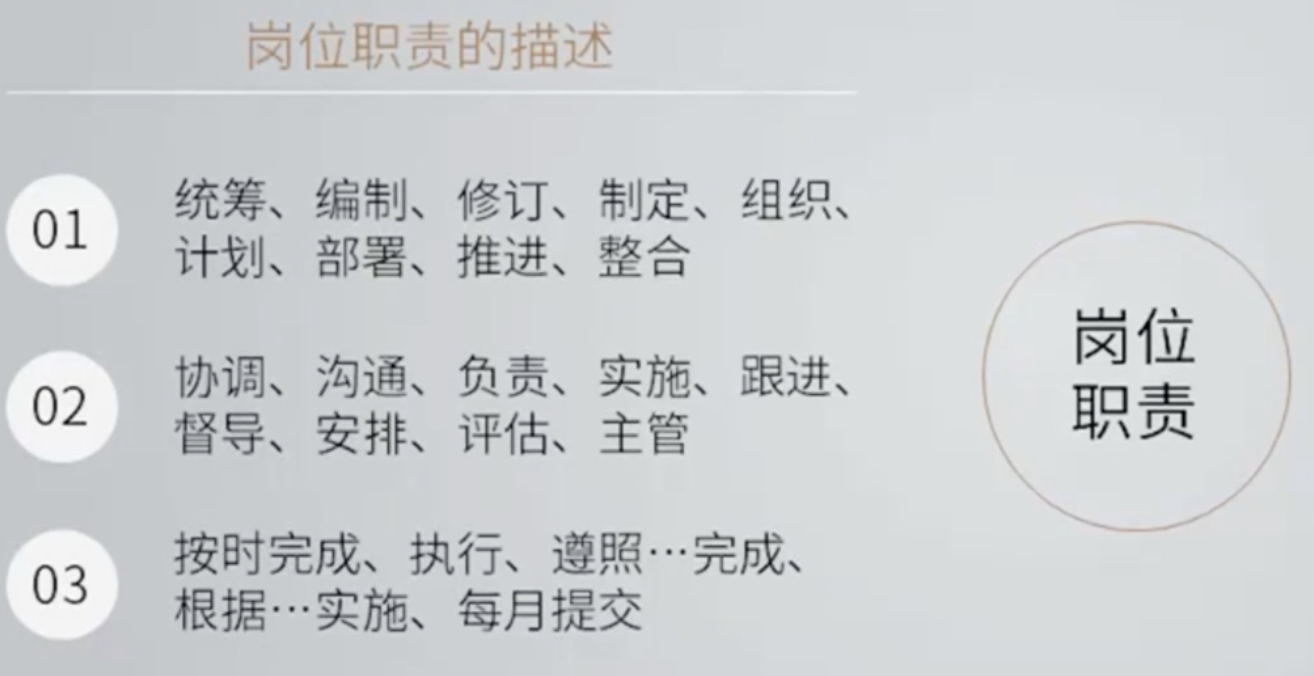 岗位职责的描述
01
统筹、编制、修订、制定、组织、
计划、部署、推进、整合
02
协调、沟通、负责、实施、跟进、
督导、安排、评估、主管
03
按时完成、执行、遵照…完成、
根据…实施、每月提交
岗位
职责